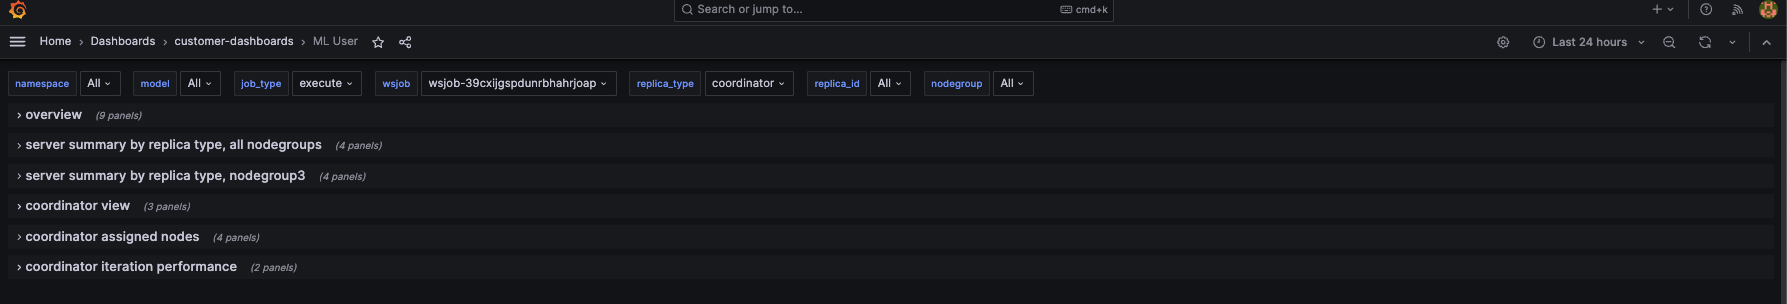 Search or jump to... cmd+k
Home › Dashboards › customer-dashboards › ML User Last 24 hours
namespace All model All job_type execute wsjob wsjob-39cxijgspdunrbhahrjoap replica_type coordinator replica_id All nodegroup All
overview (9 panels)
server summary by replica type, all nodegroups (4 panels)
server summary by replica type, nodegroup3 (4 panels)
coordinator view (3 panels)
coordinator assigned nodes (4 panels)
coordinator iteration performance (2 panels)